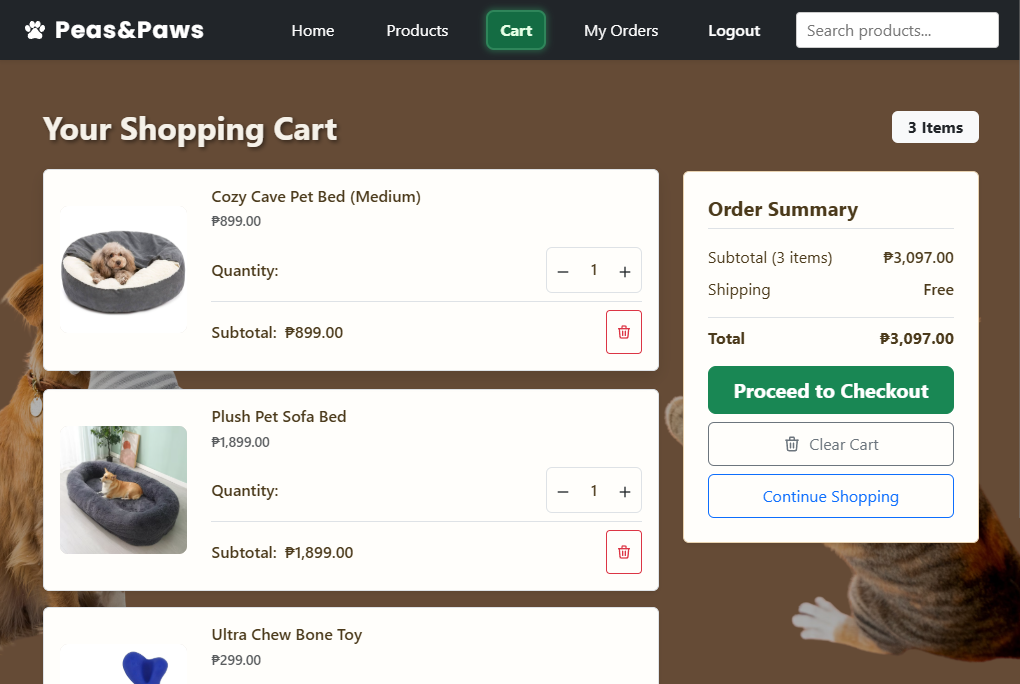 Peas&Paws
Home
Products
Cart
My Orders
Logout
Search products...
Your Shopping Cart
3 Items
Cozy Cave Pet Bed (Medium)
₱899.00
Quantity:
1
Subtotal: ₱899.00
Plush Pet Sofa Bed
₱1,899.00
Quantity:
1
Subtotal: ₱1,899.00
Ultra Chew Bone Toy
₱299.00
Order Summary
Subtotal (3 items) ₱3,097.00
Shipping Free
Total ₱3,097.00
Proceed to Checkout
Clear Cart
Continue Shopping